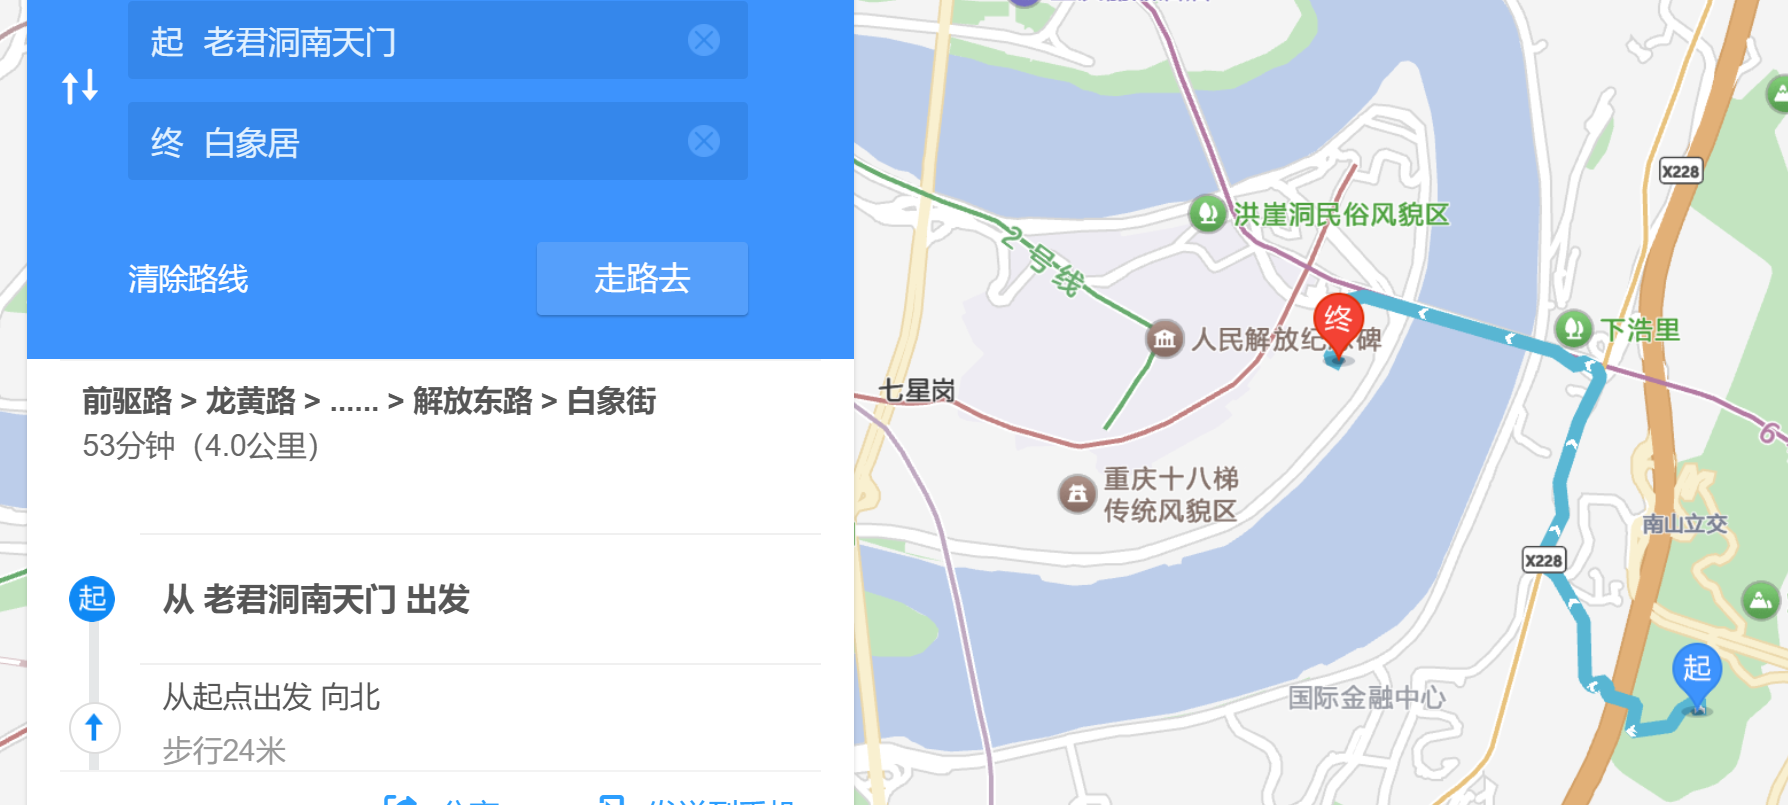 起 老君洞南天门
终 白象居
清除路线
走路去
前驱路 > 龙黄路 > ...... > 解放东路 > 白象街
53分钟（4.0公里）
起
从 老君洞南天门 出发
从起点出发 向北
步行24米
X228
洪崖洞民俗风貌区
2号线
终
人民解放纪
碑
下浩里
七星岗
6
重庆十八梯
传统风貌区
南山立交
X228
起
国际金融中心